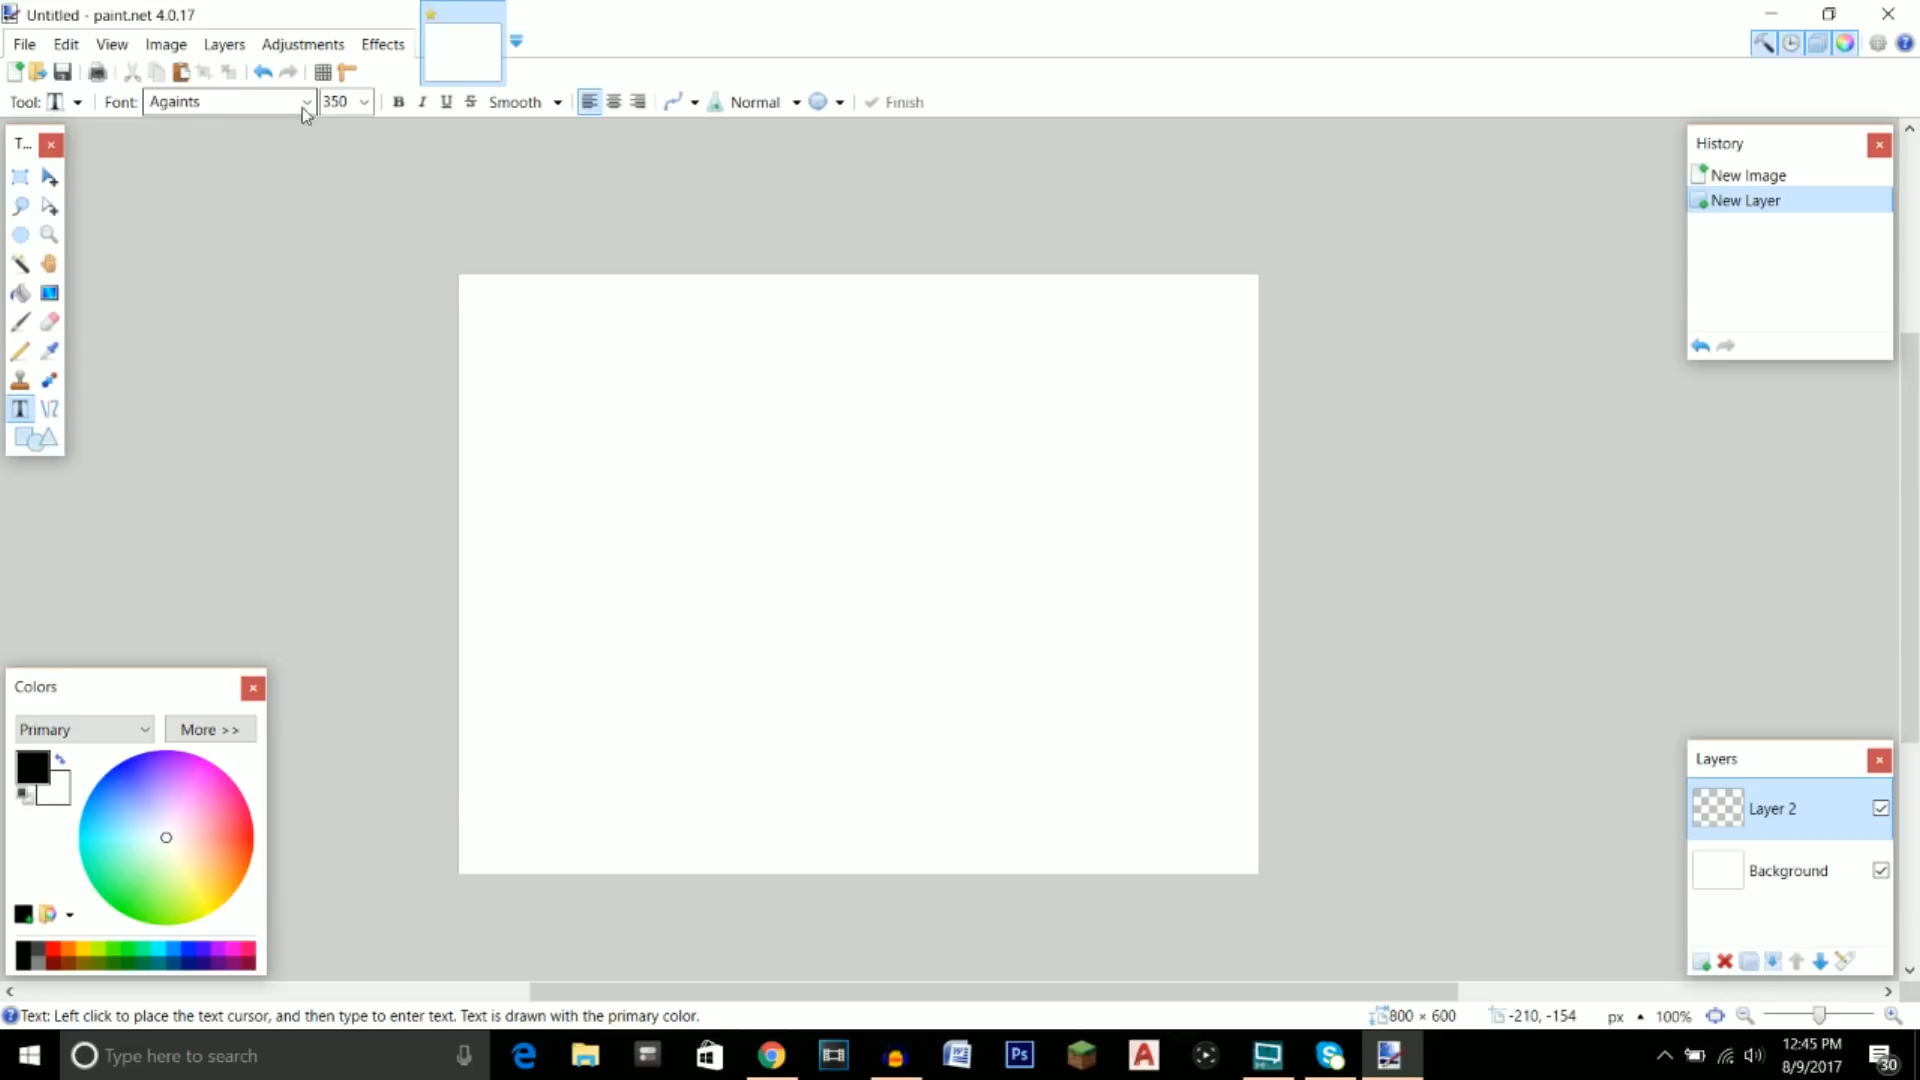 Untitled - paint.net 4.0.17
File Edit View Image Layers Adjustments Effects
Tool: Font: Againts 350 B I U S Smooth Normal Finish
T...
History
New Image
New Layer
Colors
Primary More >>
Layers
Layer 2
Background
Text: Left click to place the text cursor, and then type to enter text. Text is drawn with the primary color.
800 × 600 -210, -154 px 100%
Type here to search
Ps
12:45 PM
8/9/2017
30